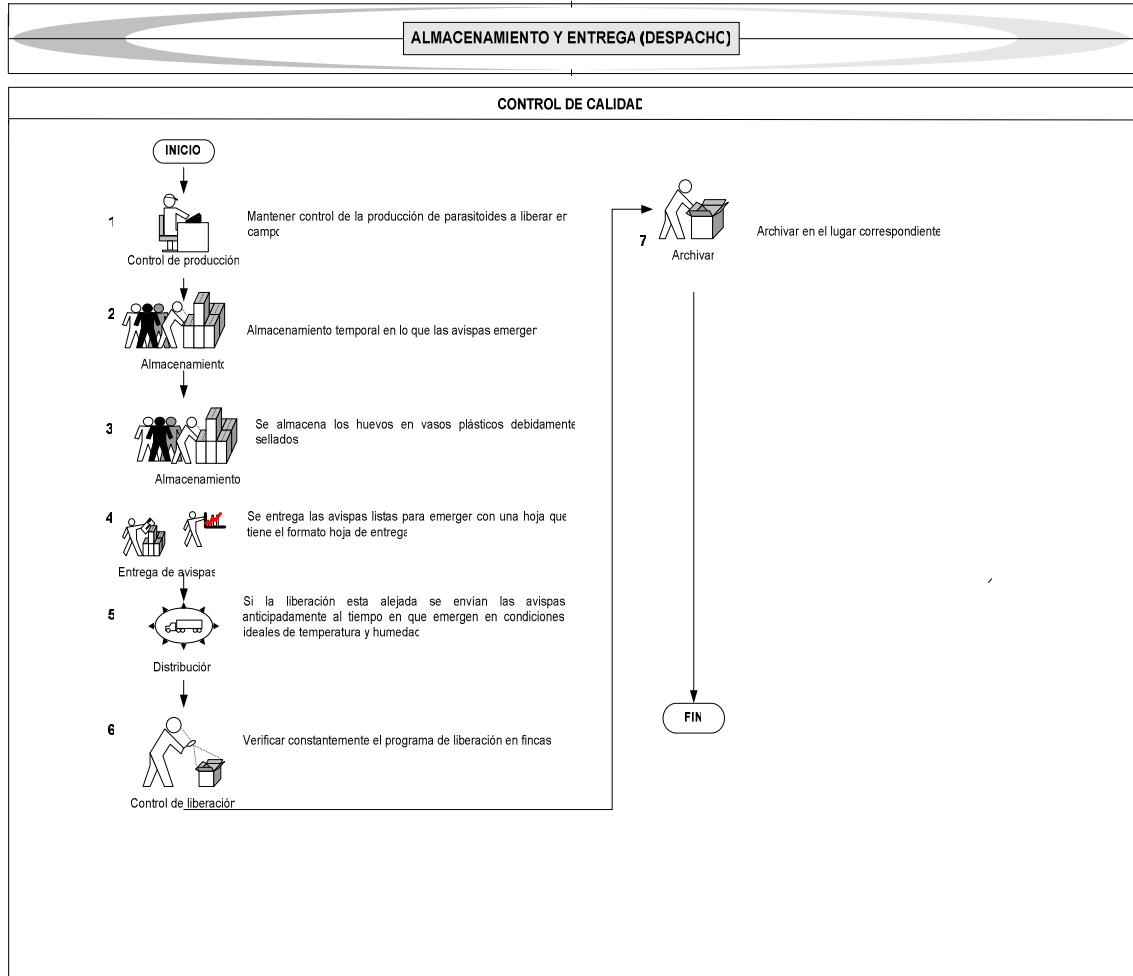 ALMACENAMIENTO Y ENTREGA (DESPACHO)
CONTROL DE CALIDAD
INICIO
1
Mantener control de la producción de parasitoides a liberar en
campo
Control de producción
2
Almacenamiento temporal en lo que las avispas emergen
Almacenamiento
3
Se almacena los huevos en vasos plásticos debidamente
sellados
Almacenamiento
4
Se entrega las avispas listas para emerger con una hoja que
tiene el formato hoja de entrega
Entrega de avispas
5
Si la liberación esta alejada se envían las avispas
anticipadamente al tiempo en que emergen en condiciones
ideales de temperatura y humedad
Distribución
6
Verificar constantemente el programa de liberación en fincas
Control de liberación
7
Archivar en el lugar correspondiente
Archivar
FIN